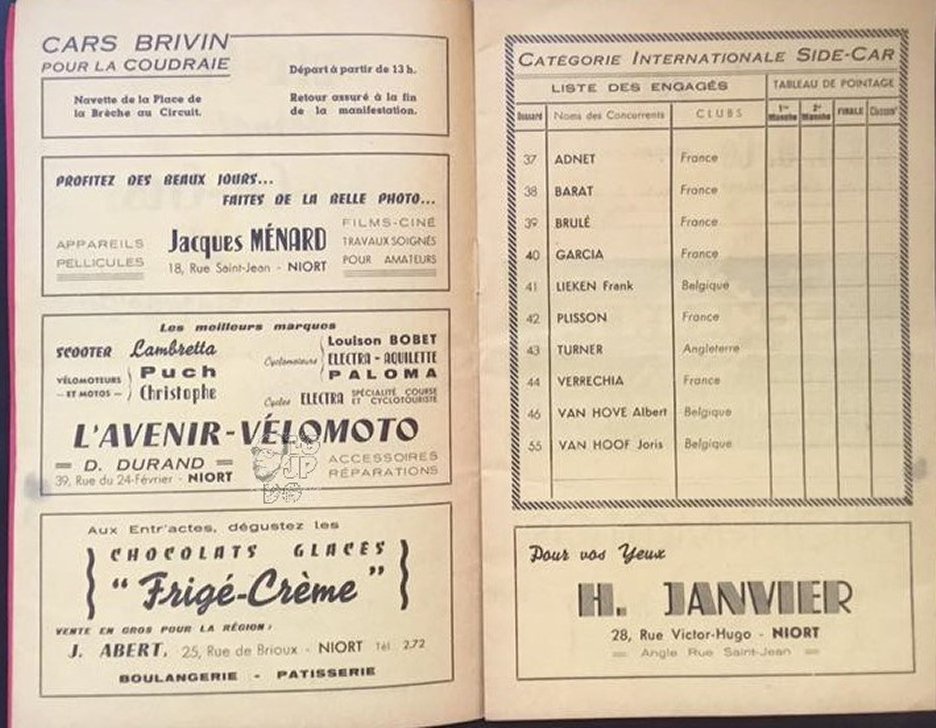 CARS BRIVIN
POUR LA COUDRAIE
Départ à partir de 13 h.
Navette de la Place de
la Brèche au Circuit.
Retour assuré à la fin
de la manifestation.
PROFITEZ DES BEAUX JOURS...
FAITES DE LA BELLE PHOTO...
APPAREILS
PELLICULES
Jacques MÉNARD
18, Rue Saint-Jean - NIORT
FILMS-CINÉ
TRAVAUX SOIGNÉS
POUR AMATEURS
Les meilleurs marques
SCOOTER Lambretta
VÉLOMOTEURS
— ET MOTOS —
Puch
Christophe
Cyclomoteurs
Louison BOBET
ELECTRA - AQUILETTE
PALOMA
Cycles ELECTRA SPÉCIALITÉ COURSE
ET CYCLOTOURISTE
L'AVENIR-VÉLOMOTO
D. DURAND
39, Rue du 24-Février - NIORT
ACCESSOIRES
RÉPARATIONS
Aux Entr'actes, dégustez les
CHOCOLATS GLACES
"Frigé-Crème"
VENTE EN GROS POUR LA RÉGION :
J. ABERT, 25, Rue de Brioux - NIORT Tél. 2.72
BOULANGERIE - PATISSERIE
CATÉGORIE INTERNATIONALE SIDE-CAR
LISTE DES ENGAGÉS TABLEAU DE POINTAGE
Dossard Noms des Concurrents CLUBS 1re Manche 2e Manche FINALE Classemt
37 ADNET France
38 BARAT France
39 BRULÉ France
40 GARCIA France
41 LIEKEN Frank Belgique
42 PLISSON France
43 TURNER Angleterre
44 VERRECHIA France
46 VAN HOVE Albert Belgique
55 VAN HOOF Joris Belgique
Pour vos Yeux
H. JANVIER
28, Rue Victor-Hugo - NIORT
Angle Rue Saint-Jean